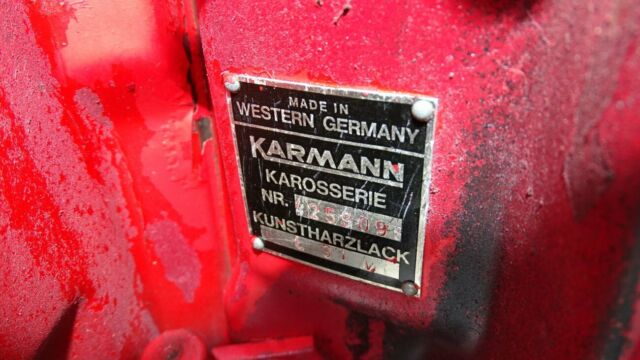 MADE IN
WESTERN GERMANY
KARMANN
KAROSSERIE
NR.
KUNSTHARZLACK